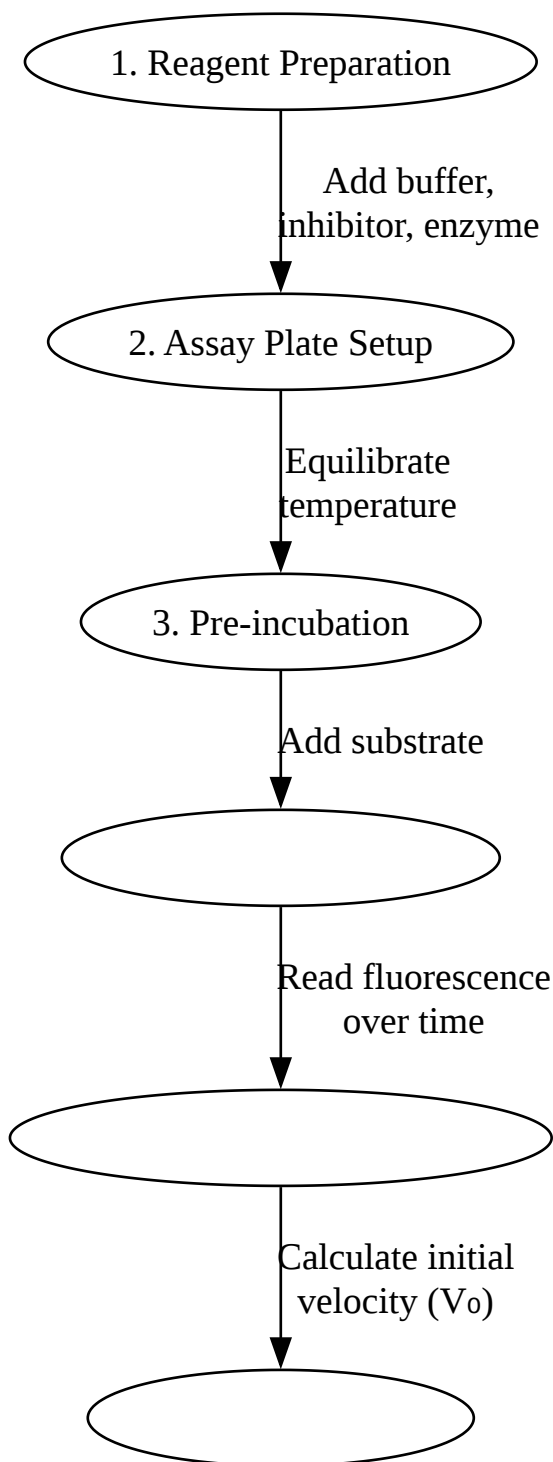 1. Reagent Preparation
Add buffer,
inhibitor, enzyme
2. Assay Plate Setup
Equilibrate
temperature
3. Pre-incubation
Add substrate
Read fluorescence
over time
Calculate initial
velocity (V₀)